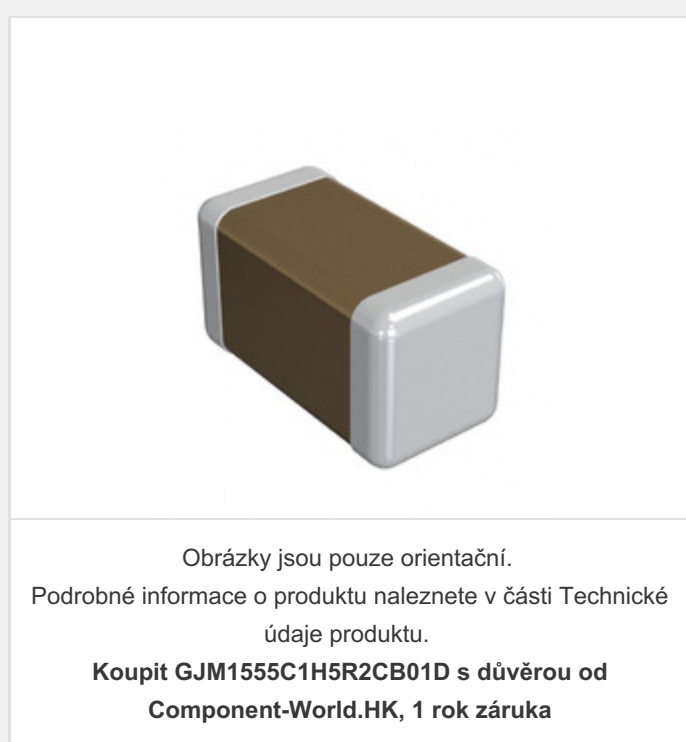 Obrázky jsou pouze orientační.
Podrobné informace o produktu naleznete v části Technické
údaje produktu.
Koupit GJM1555C1H5R2CB01D s důvěrou od
Component-World.HK, 1 rok záruka